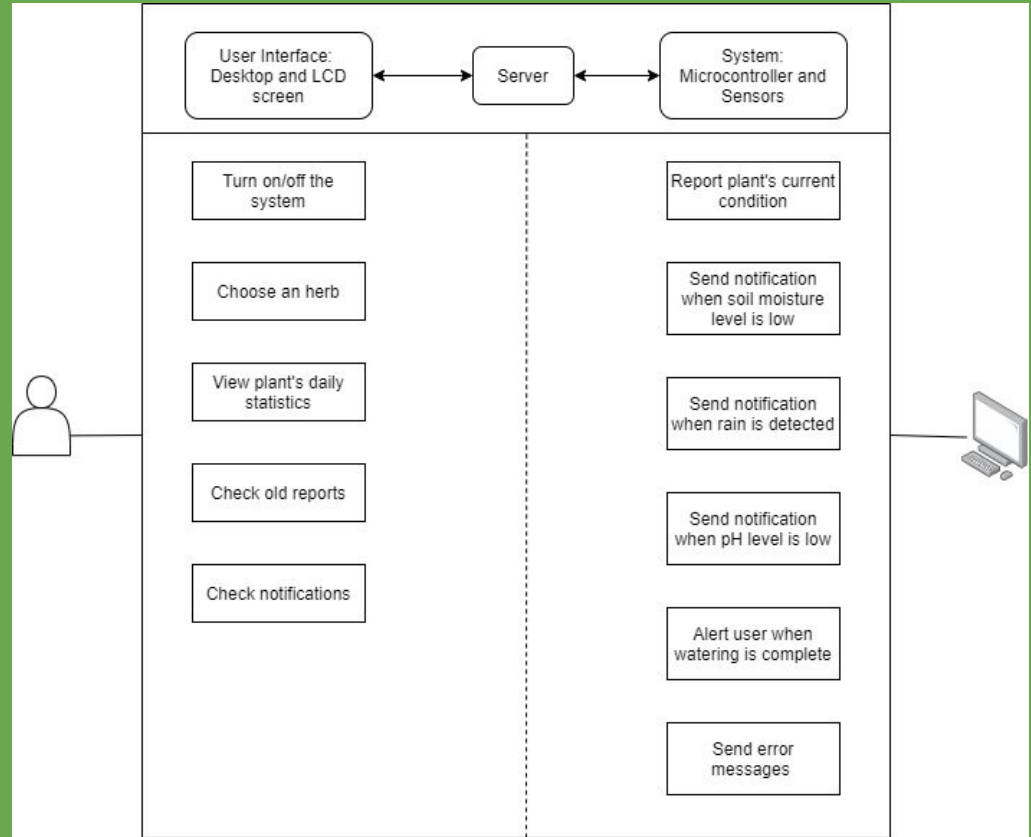 User Interface:
Desktop and LCD
screen
Server
System:
Microcontroller and
Sensors
Turn on/off the
system
Choose an herb
View plant's daily
statistics
Check old reports
Check notifications
Report plant's current
condition
Send notification
when soil moisture
level is low
Send notification
when rain is detected
Send notification
when pH level is low
Alert user when
watering is complete
Send error
messages